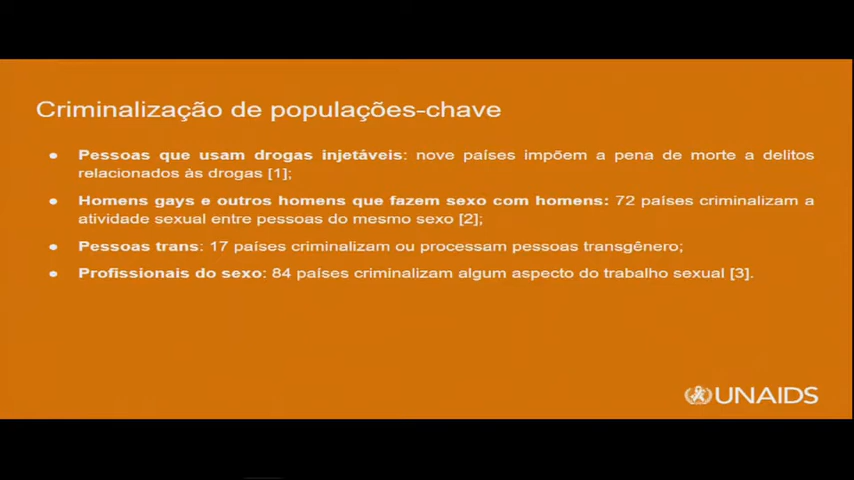 Criminalização de populações-chave
● Pessoas que usam drogas injetáveis: nove países impõem a pena de morte a delitos
relacionados às drogas [1];
● Homens gays e outros homens que fazem sexo com homens: 72 países criminalizam a
atividade sexual entre pessoas do mesmo sexo [2];
● Pessoas trans: 17 países criminalizam ou processam pessoas transgênero;
● Profissionais do sexo: 84 países criminalizam algum aspecto do trabalho sexual [3].
UNAIDS